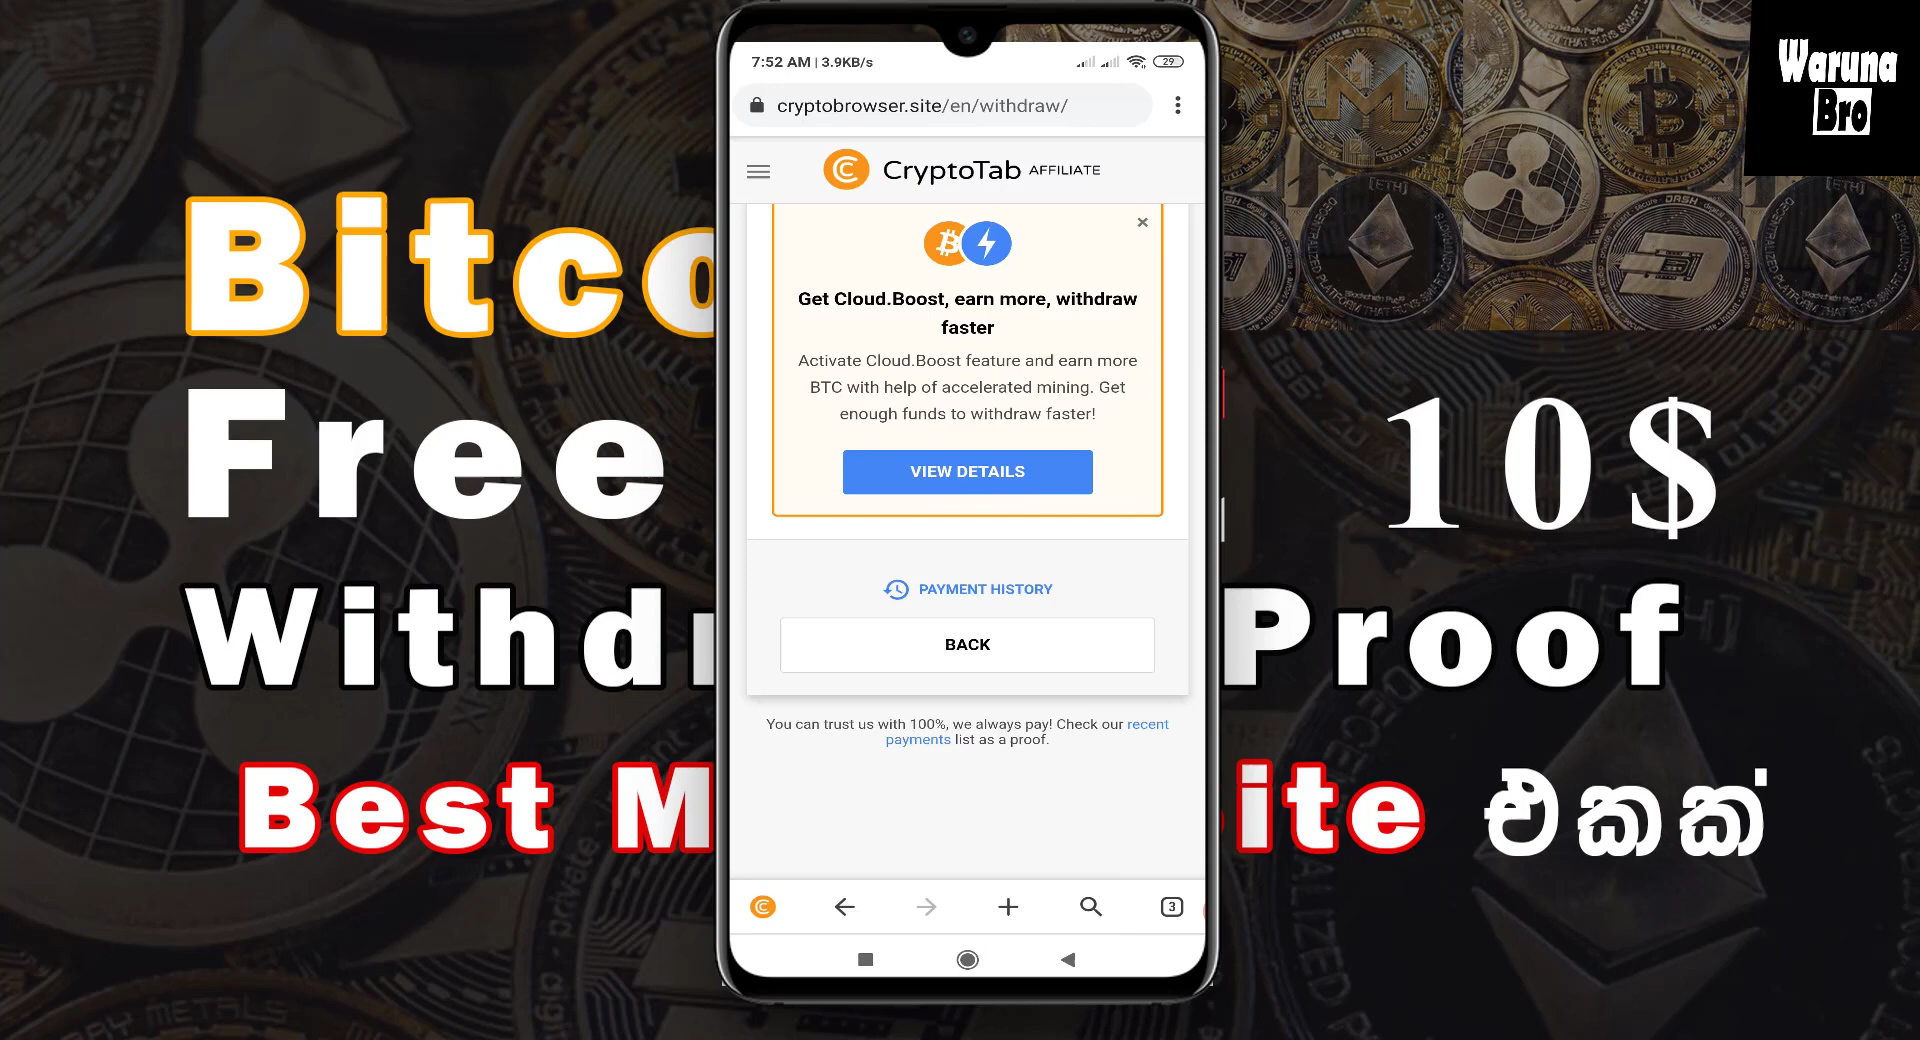 Waruna
Bro
7:52 AM | 3.9KB/s
29
cryptobrowser.site/en/withdraw/
CryptoTab AFFILIATE
Get Cloud.Boost, earn more, withdraw
faster
Activate Cloud.Boost feature and earn more
BTC with help of accelerated mining. Get
enough funds to withdraw faster!
VIEW DETAILS
PAYMENT HISTORY
BACK
You can trust us with 100%, we always pay! Check our recent
payments list as a proof.
3
Bitco
Free 10$
Withdr Proof
Best M ite එකක්